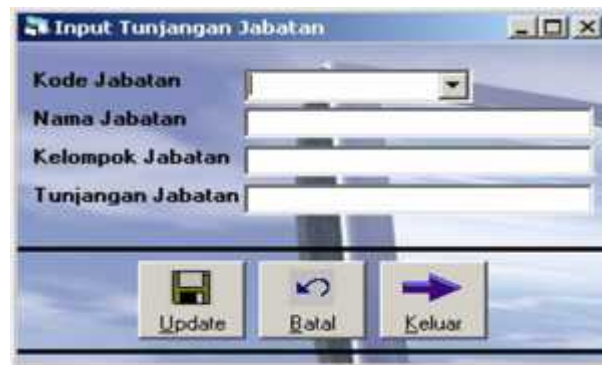 Input Tunjangan Jabatan
Kode Jabatan
Nama Jabatan
Kelompok Jabatan
Tunjangan Jabatan
Update Batal Keluar